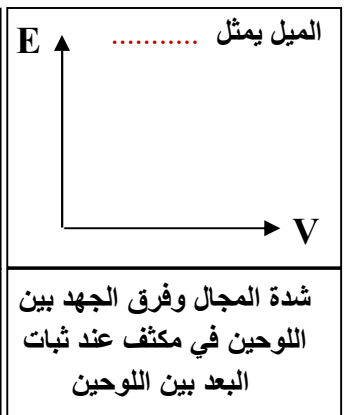 الميل يمثل ...........
E
V
شدة المجال وفرق الجهد بين
اللوحين في مكثف عند ثبات
البعد بين اللوحين